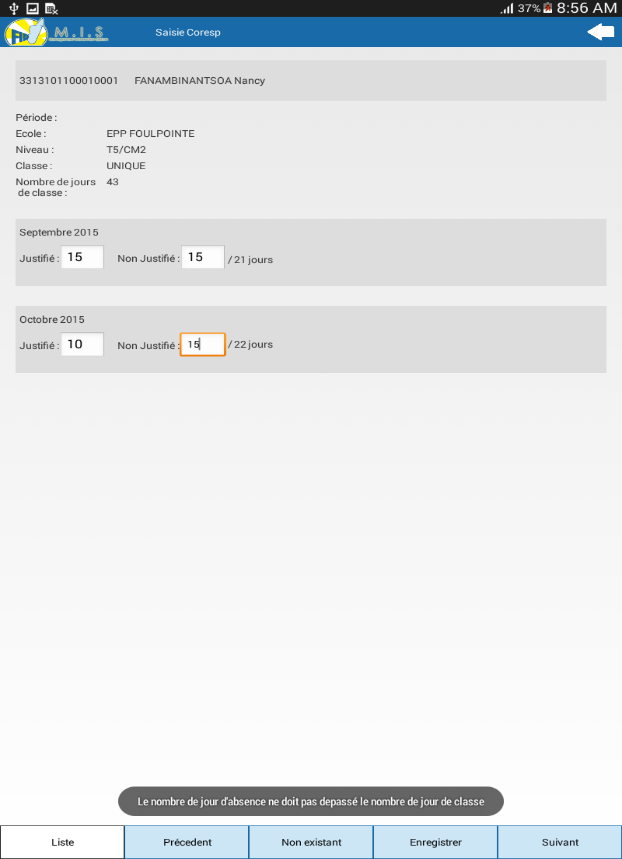 37% 8:56 AM
M.I.S Saisie Coresp
3313101100010001 FANAMBINANTSOA Nancy
Période :
Ecole : EPP FOULPOINTE
Niveau : T5/CM2
Classe : UNIQUE
Nombre de jours 43
de classe :
Septembre 2015
Justifié : 15 Non Justifié : 15 / 21 jours
Octobre 2015
Justifié : 10 Non Justifié : 15 / 22 jours
Le nombre de jour d'absence ne doit pas depassé le nombre de jour de classe
Liste Précedent Non existant Enregistrer Suivant